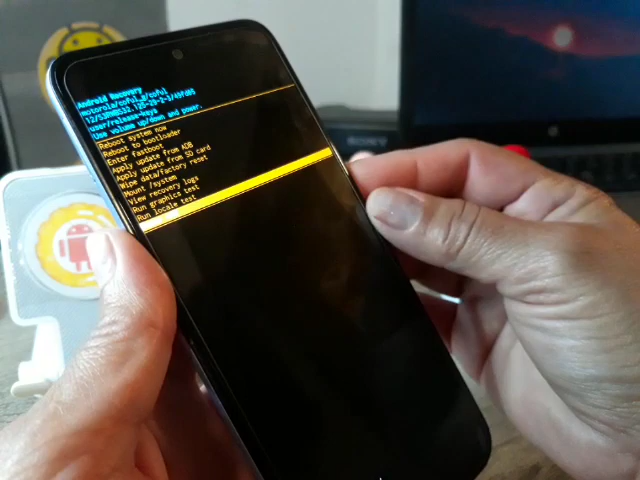 Android Recovery
user/release-keys
Use volume up/down and power.
Reboot system now
Reboot to bootloader
Enter fastboot
Apply update from ADB
Apply update from SD card
Wipe data/factory reset
Mount /system
View recovery logs
Run graphics test
Run locale test
SONY